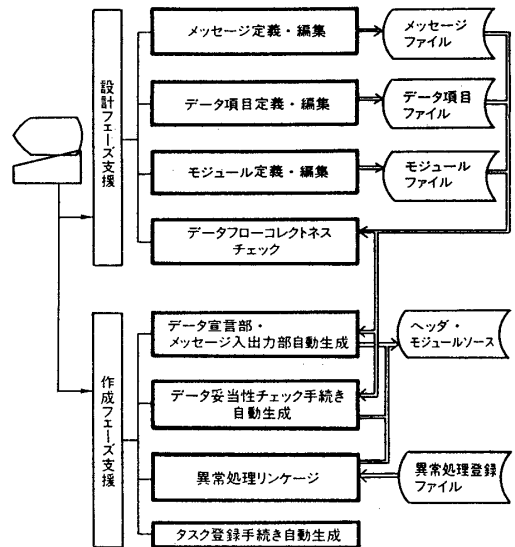 メッセージ定義・編集
メッセージ
ファイル
データ項目定義・編集
データ項目
ファイル
モジュール定義・編集
モジュール
ファイル
データフローコレクトネス
チェック
設計フェーズ支援
データ宣言部・
メッセージ入出力部自動生成
ヘッダ・
モジュールソース
データ妥当性チェック手続き
自動生成
異常処理リンケージ
異常処理登録
ファイル
タスク登録手続き自動生成
作成フェーズ支援